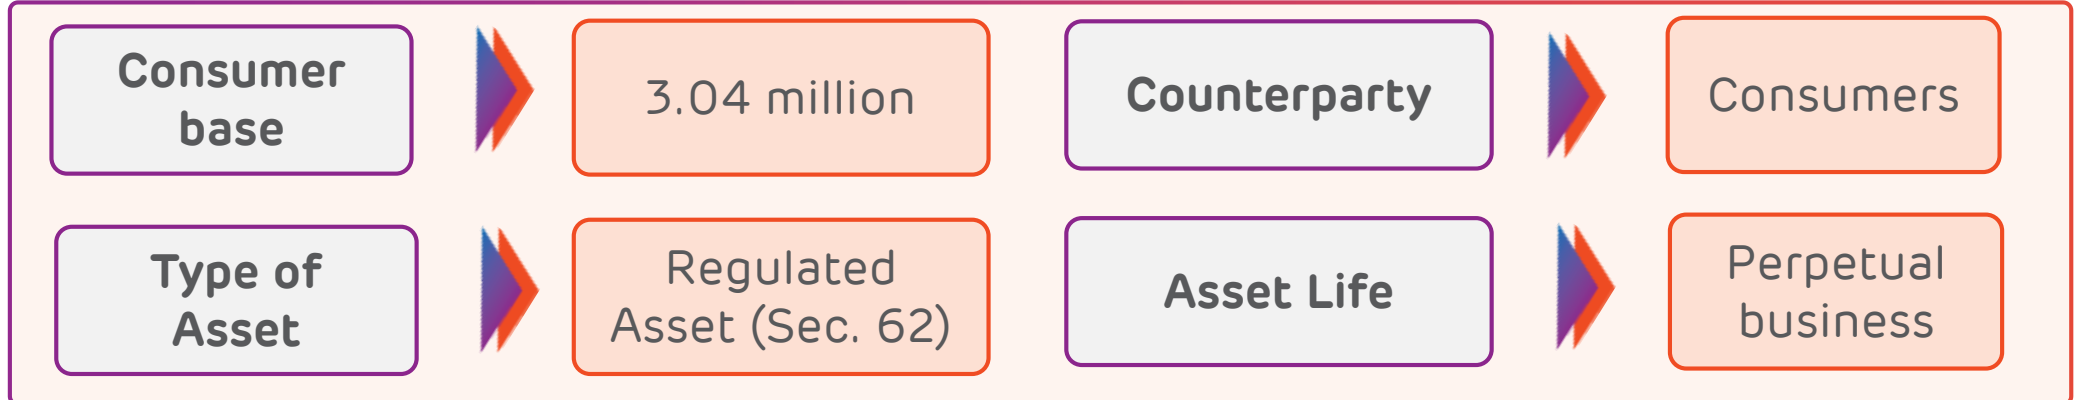 Consumer
base
3.04 million
Counterparty
Consumers
Type of
Asset
Regulated
Asset (Sec. 62)
Asset Life
Perpetual
business